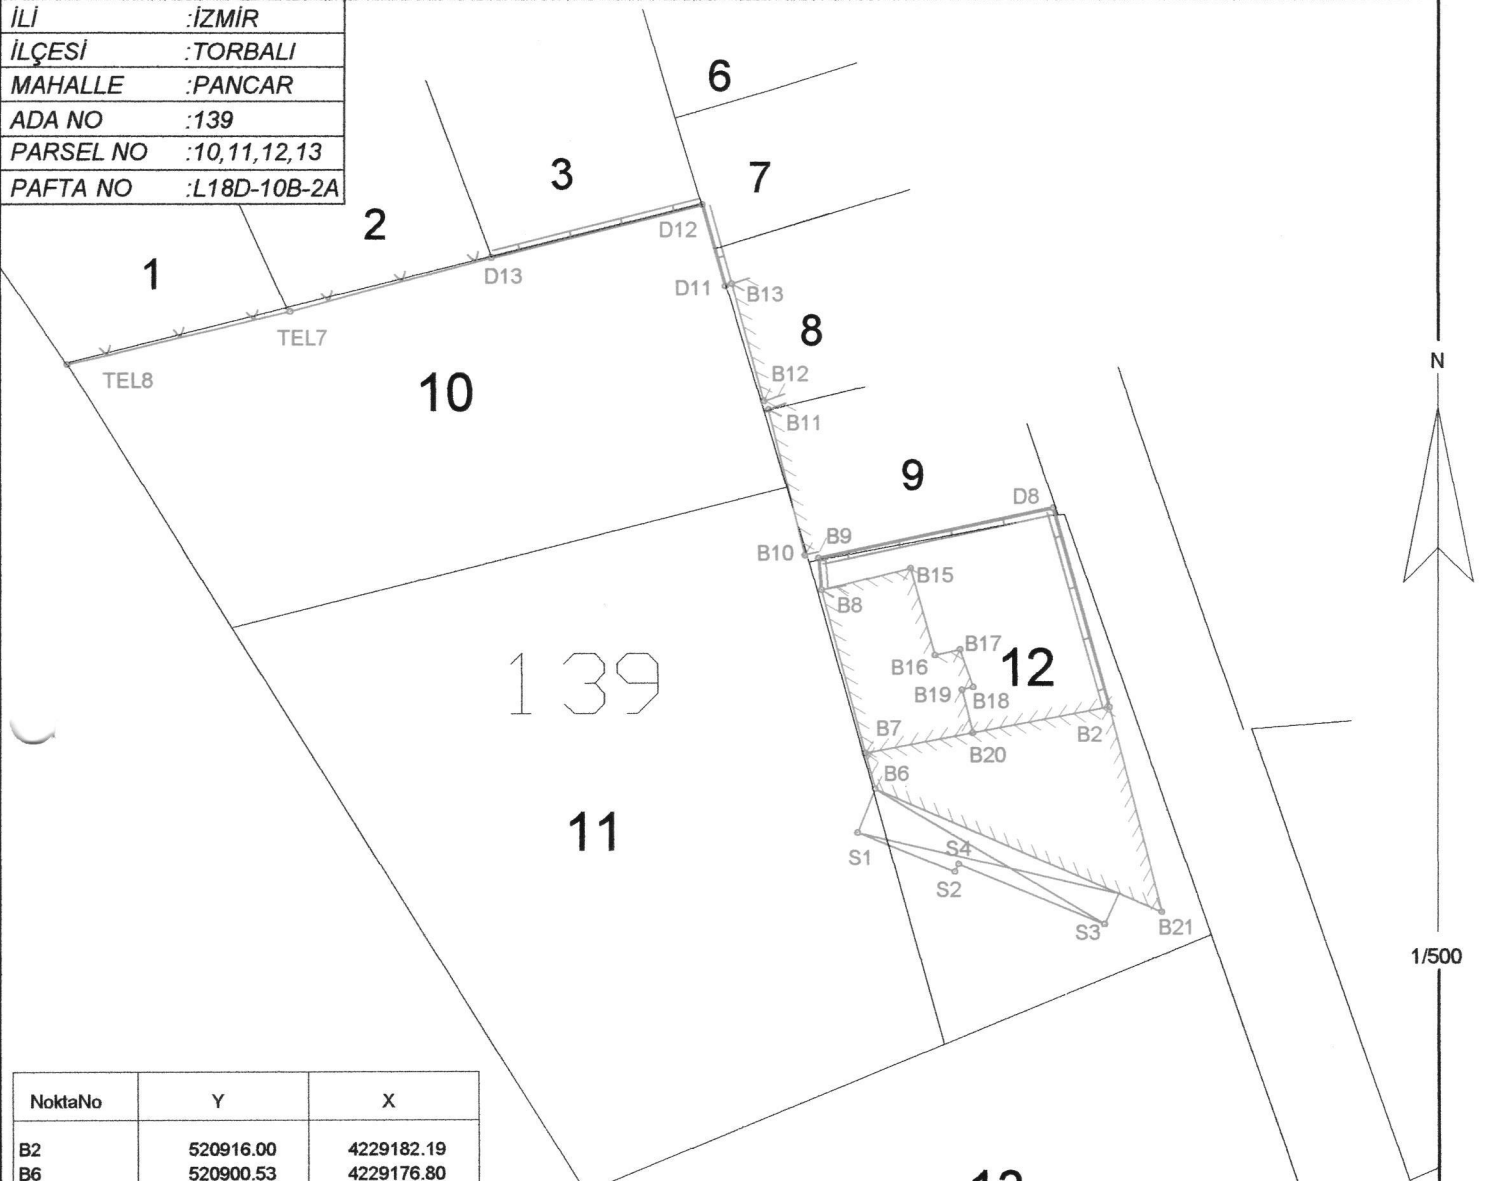 İLİ :İZMİR
İLÇESİ :TORBALI
MAHALLE :PANCAR
ADA NO :139
PARSEL NO :10,11,12,13
PAFTA NO :L18D-10B-2A
6
3
7
2
D12
1
D13
D11
B13
TEL7
8
N
TEL8
B12
10
B11
9
D8
B9
B10
B15
B8
B17
139
B16
12
B19
B18
B7
B2
B20
B6
11
S4
S1
S2
B21
S3
1/500
NoktaNo Y X
B2 520916.00 4229182.19
B6 520900.53 4229176.80